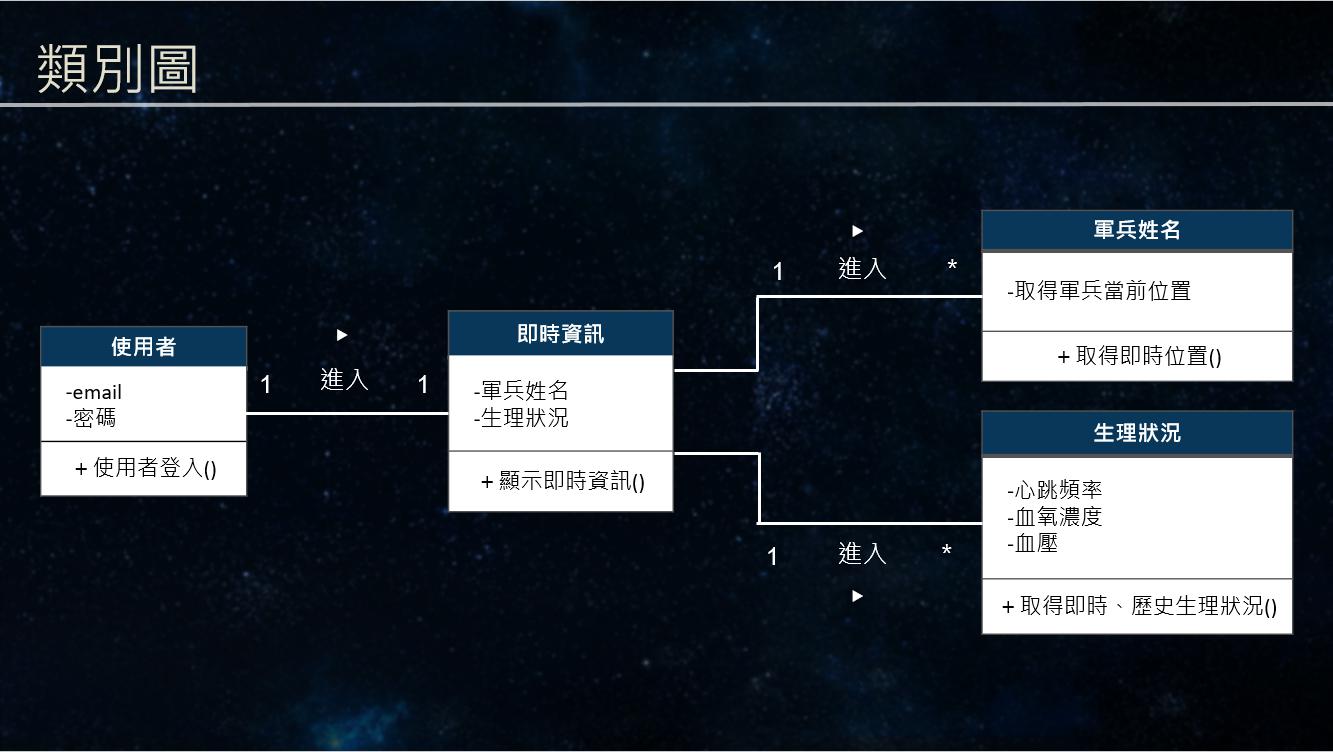 類別圖
使用者
-email
-密碼
+ 使用者登入()
1 進入 1
即時資訊
-軍兵姓名
-生理狀況
+ 顯示即時資訊()
1 進入 *
軍兵姓名
-取得軍兵當前位置
+ 取得即時位置()
1 進入 *
生理狀況
-心跳頻率
-血氧濃度
-血壓
+ 取得即時、歷史生理狀況()